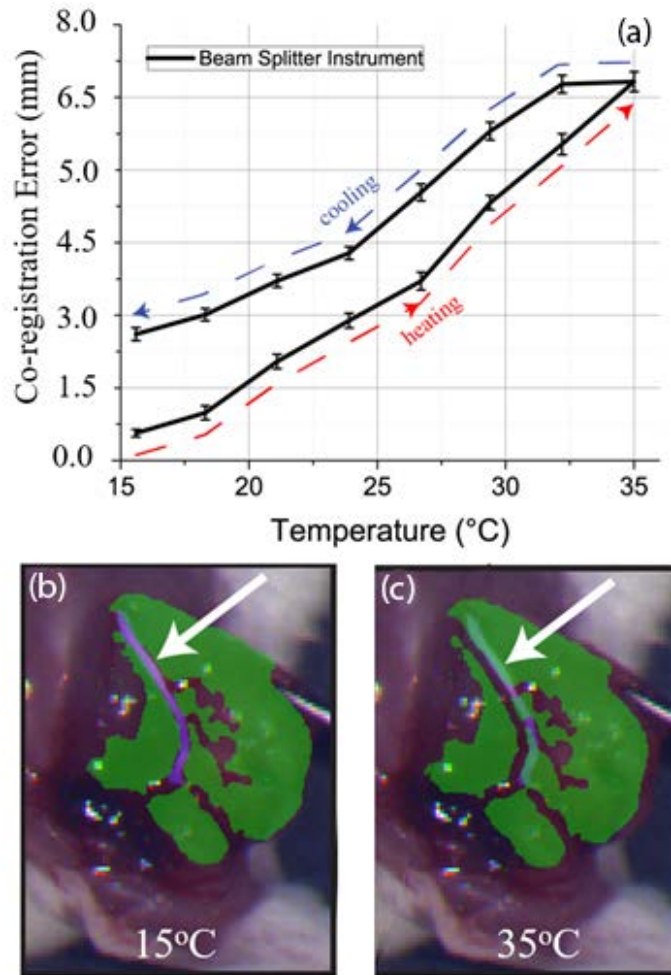 8.0
(a)
Beam Splitter Instrument
6.5
5.0
cooling
4.5
3.0
heating
1.5
0.0
Co-registration Error (mm)
15 20 25 30 35
Temperature (°C)
(b)
(c)
15°C
35°C